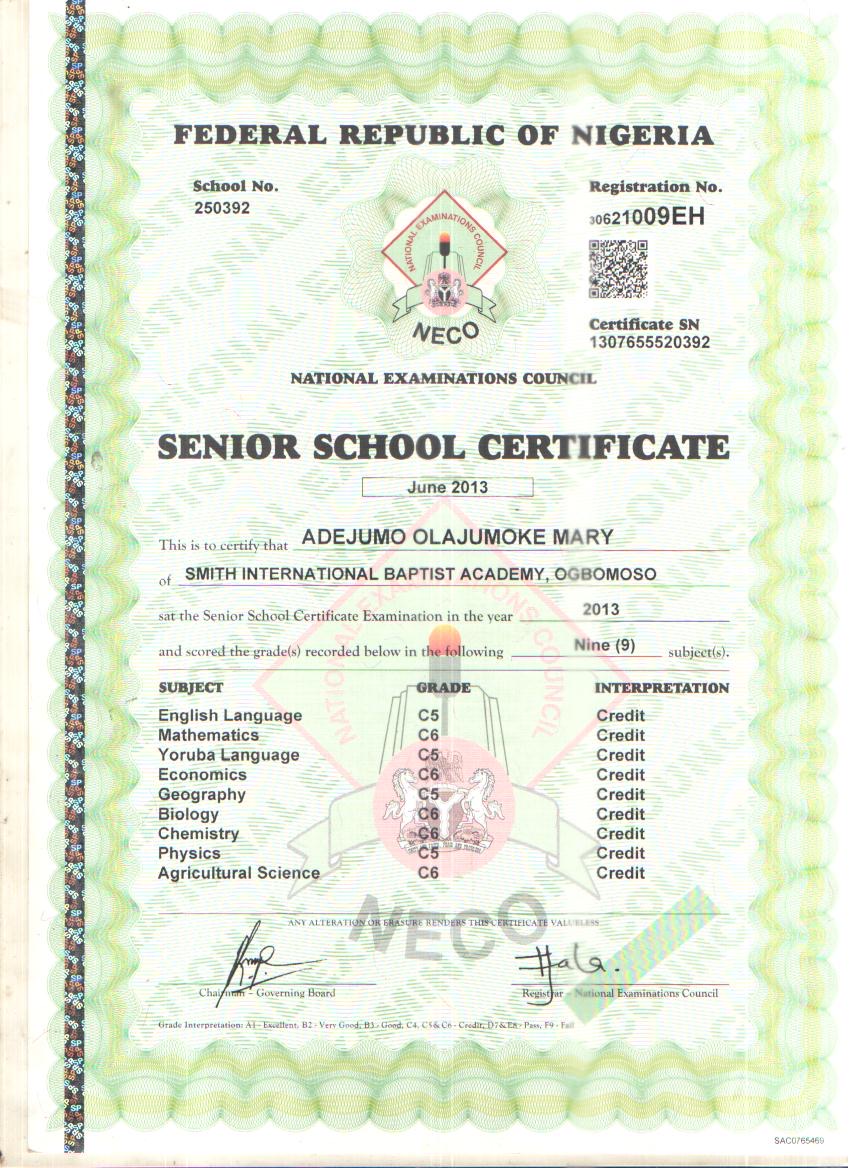 FEDERAL REPUBLIC OF NIGERIA
School No.
250392
Registration No.
30621009EH
NATIONAL EXAMINATIONS COUNCIL
NECO
Certificate SN
1307655520392
NATIONAL EXAMINATIONS COUNCIL
SENIOR SCHOOL CERTIFICATE
June 2013
This is to certify that ADEJUMO OLAJUMOKE MARY
of SMITH INTERNATIONAL BAPTIST ACADEMY, OGBOMOSO
sat the Senior School Certificate Examination in the year 2013
and scored the grade(s) recorded below in the following Nine (9) subject(s).
SUBJECT GRADE INTERPRETATION
English Language C5 Credit
Mathematics C6 Credit
Yoruba Language C5 Credit
Economics C6 Credit
Geography C5 Credit
Biology C6 Credit
Chemistry C6 Credit
Physics C5 Credit
Agricultural Science C6 Credit
NATIONAL EXAMINATIONS COUNCIL
NECO
ANY ALTERATION OR ERASURE RENDERS THIS CERTIFICATE VALUELESS
Chairman - Governing Board
Registrar - National Examinations Council
Grade Interpretation: A1 - Excellent, B2 - Very Good, B3 - Good, C4, C5 & C6 - Credit, D7 & E8 - Pass, F9 - Fail
SAC0765469